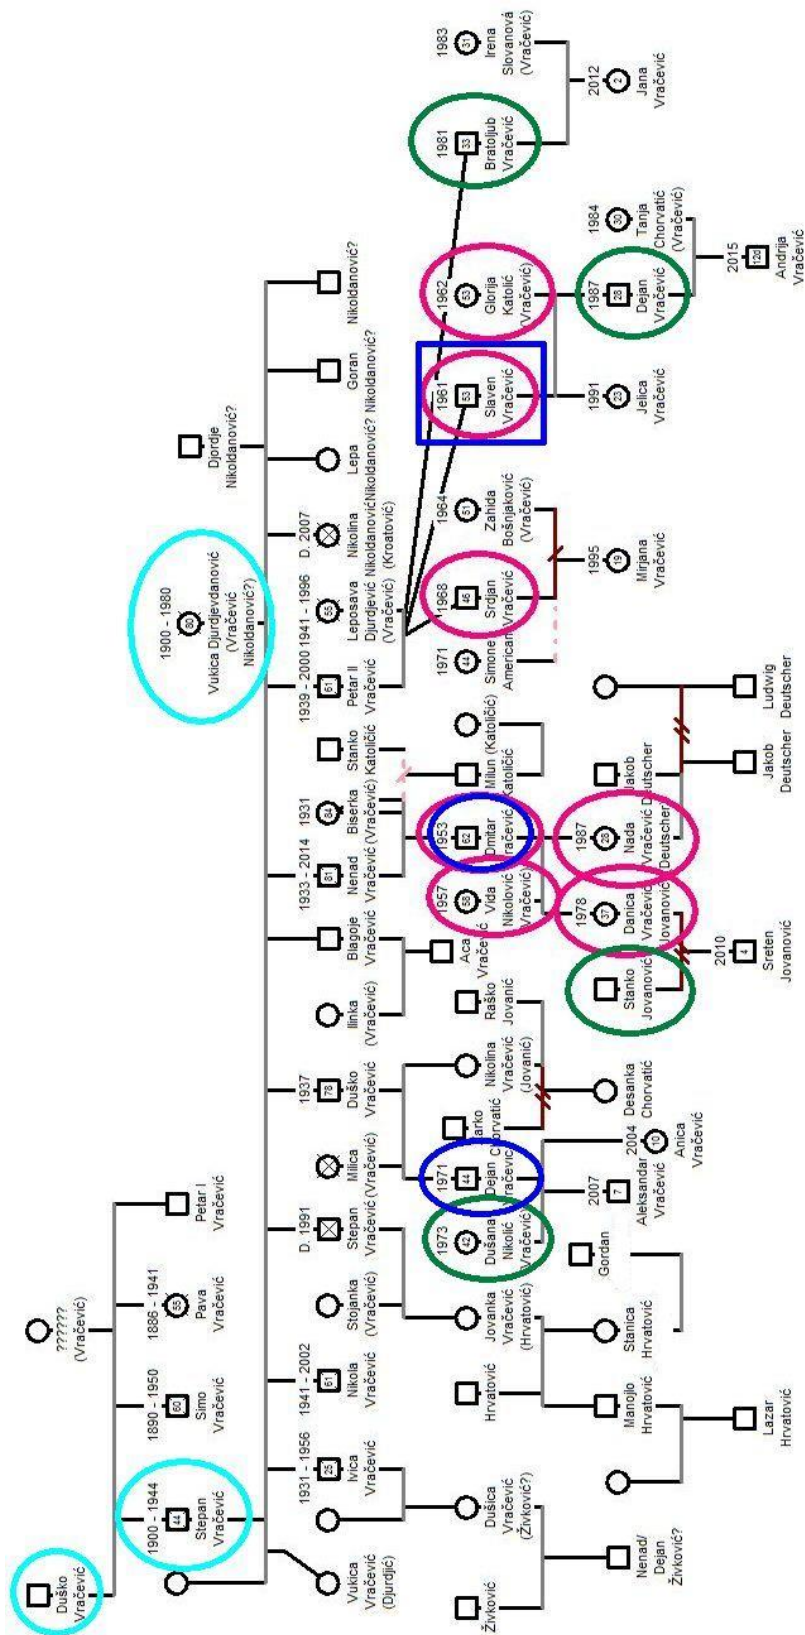 Duško
Vračević
??????
(Vračević)
1900 - 1944
44
Stepan
Vračević
1890 - 1950
60
Simo
Vračević
1886 - 1941
55
Pava
Vračević
Petar I
Vračević
1900 - 1980
80
Vukica Djurdjevdanović
(Vračević
Nikoldanović?)
Djordje
Nikoldanović?
Vukica
Vračević
(Djurdjić)
1931 - 1956
25
Ivica
Vračević
1941 - 2002
61
Nikola
Vračević
Stojanka
(Vračević)
D. 1991
Stepan
Vračević
Milica
(Vračević)
1937
78
Duško
Vračević
Ilinka
(Vračević)
Blagoje
Vračević
1933 - 2014
81
Nenad
Vračević
1931
84
Biserka
(Vračević)
Stanko
Katoličić
1939 - 2000
61
Petar II
Vračević
1941 - 1996
55
Leposava
Djurdjević
(Vračević)
D. 2007
Nikolina
Nikoldanović
(Kroatović)
Lepa
Nikoldanović?
Goran
Nikoldanović?
Nikoldanović?
Živković
Dušica
Vračević
(Živković?)
Hrvatović
Jovanka
Vračević
(Hrvatović)
1973
42
Dušana
Nikolić
(Vračević)
1971
44
Dejan
Vračević
Chorvatić
Nikolina
Vračević
(Jovanić)
Raško
Jovanić
Aca
Vračević
1957
58
Vida
Nikolović
Vračević)
1953
62
Dmitar
Vračević
Milun
Katoličić
(Katoličić)
1971
44
Simone
American
1968
46
Srdjan
Vračević
1964
51
Zahida
Bošnjaković
(Vračević)
1961
53
Slaven
Vračević
1962
53
Glorija
Katolić
(Vračević)
1981
33
Bratoljub
Vračević
1983
31
Irena
Slovanová
(Vračević)
Nenad/
Dejan
Živković?
Manojlo
Hrvatović
Stanica
Hrvatović
Gordan
2007
7
Aleksandar
Vračević
2004
10
Anica
Vračević
Desanka
Chorvatić
Stanko
Jovanović
1978
37
Danica
Vračević
Jovanović)
1987
28
Nada
Vračević
Deutscher
Jakob
Deutscher
1995
19
Mirjana
Vračević
1991
23
Jelica
Vračević
1987
28
Dejan
Vračević
1984
30
Tanja
Chorvatić
(Vračević)
2012
2
Jana
Vračević
Lazar
Hrvatović
2010
4
Sreten
Jovanović
Jakob
Deutscher
Ludwig
Deutscher
2015
12d
Andrija
Vračević